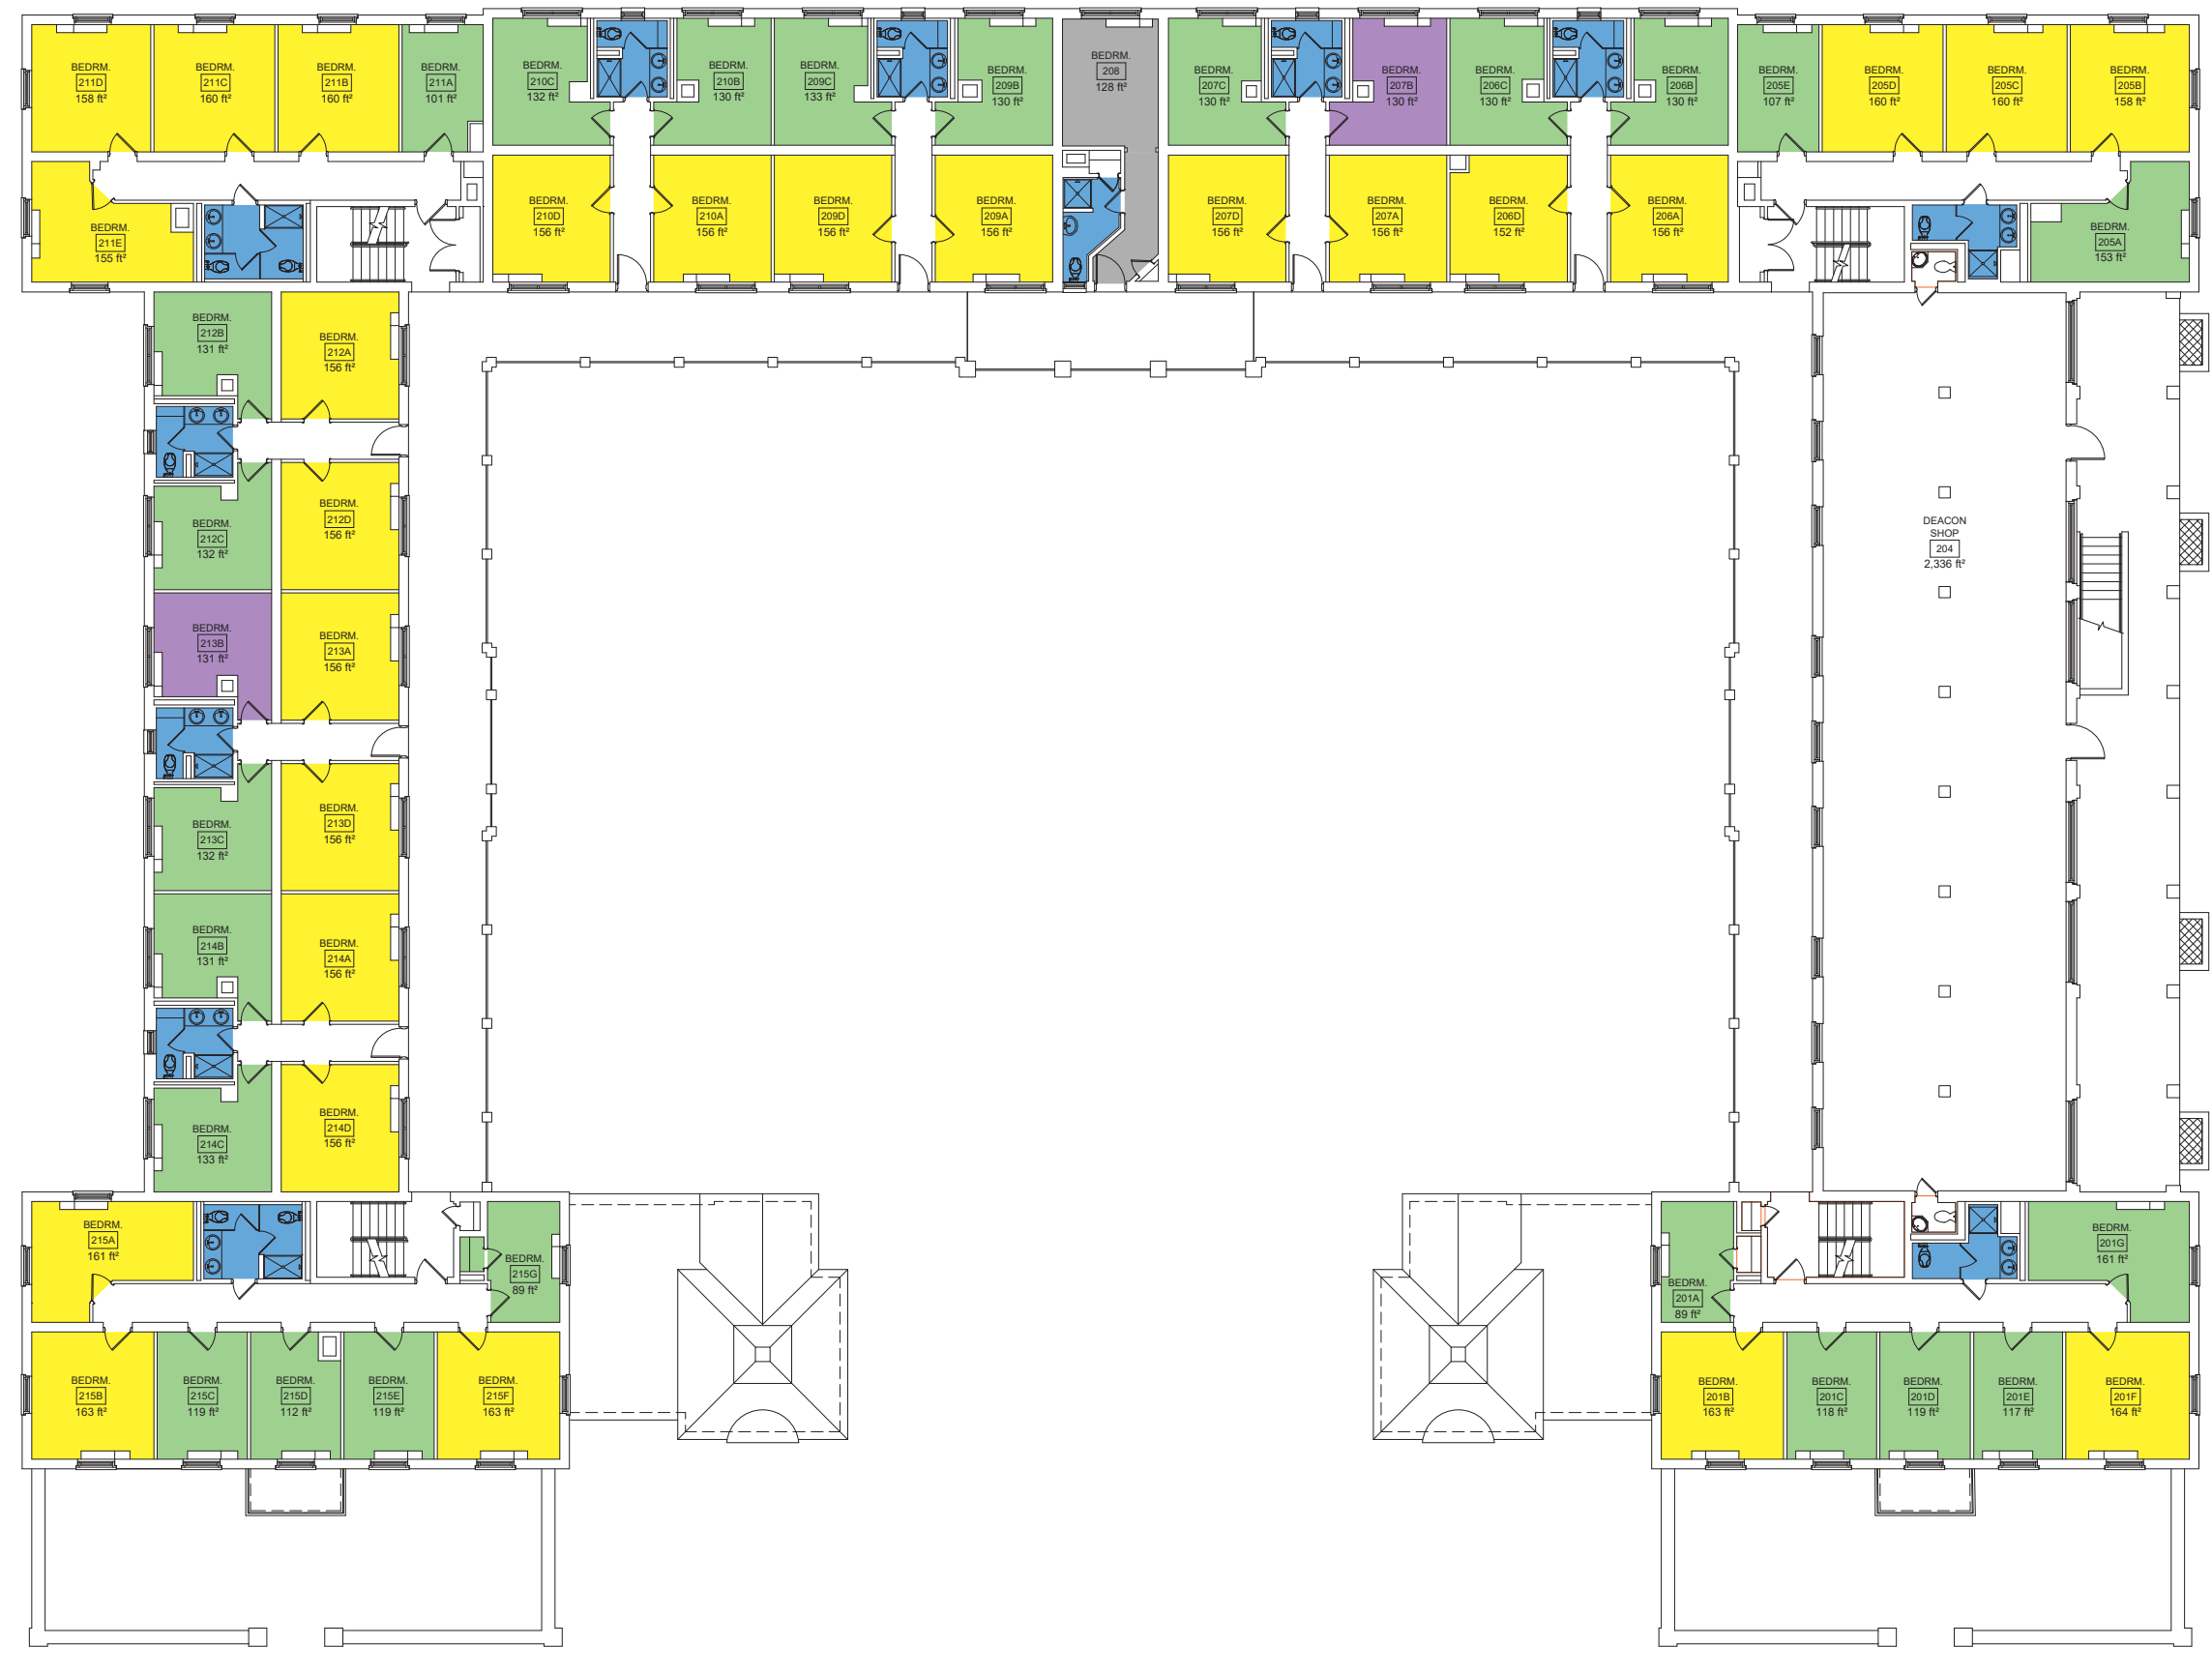 BEDRM.
211D
158 ft²
BEDRM.
211C
160 ft²
BEDRM.
211B
160 ft²
BEDRM.
211A
101 ft²
BEDRM.
210C
132 ft²
BEDRM.
210B
130 ft²
BEDRM.
209C
133 ft²
BEDRM.
209B
130 ft²
BEDRM.
208
128 ft²
BEDRM.
207C
130 ft²
BEDRM.
207B
130 ft²
BEDRM.
206C
130 ft²
BEDRM.
206B
130 ft²
BEDRM.
205E
107 ft²
BEDRM.
205D
160 ft²
BEDRM.
205C
160 ft²
BEDRM.
205B
158 ft²
BEDRM.
211E
155 ft²
BEDRM.
210D
156 ft²
BEDRM.
210A
156 ft²
BEDRM.
209D
156 ft²
BEDRM.
209A
156 ft²
BEDRM.
207D
156 ft²
BEDRM.
207A
156 ft²
BEDRM.
206D
152 ft²
BEDRM.
206A
156 ft²
BEDRM.
205A
153 ft²
BEDRM.
212B
131 ft²
BEDRM.
212A
156 ft²
BEDRM.
212C
132 ft²
BEDRM.
212D
156 ft²
DEACON
SHOP
204
2,336 ft²
BEDRM.
213B
131 ft²
BEDRM.
213A
156 ft²
BEDRM.
213C
132 ft²
BEDRM.
213D
156 ft²
BEDRM.
214B
131 ft²
BEDRM.
214A
156 ft²
BEDRM.
214C
133 ft²
BEDRM.
214D
156 ft²
BEDRM.
215A
161 ft²
BEDRM.
215G
89 ft²
BEDRM.
201A
89 ft²
BEDRM.
201G
161 ft²
BEDRM.
215B
163 ft²
BEDRM.
215C
119 ft²
BEDRM.
215D
112 ft²
BEDRM.
215E
119 ft²
BEDRM.
215F
163 ft²
BEDRM.
201B
163 ft²
BEDRM.
201C
118 ft²
BEDRM.
201D
119 ft²
BEDRM.
201E
117 ft²
BEDRM.
201F
164 ft²